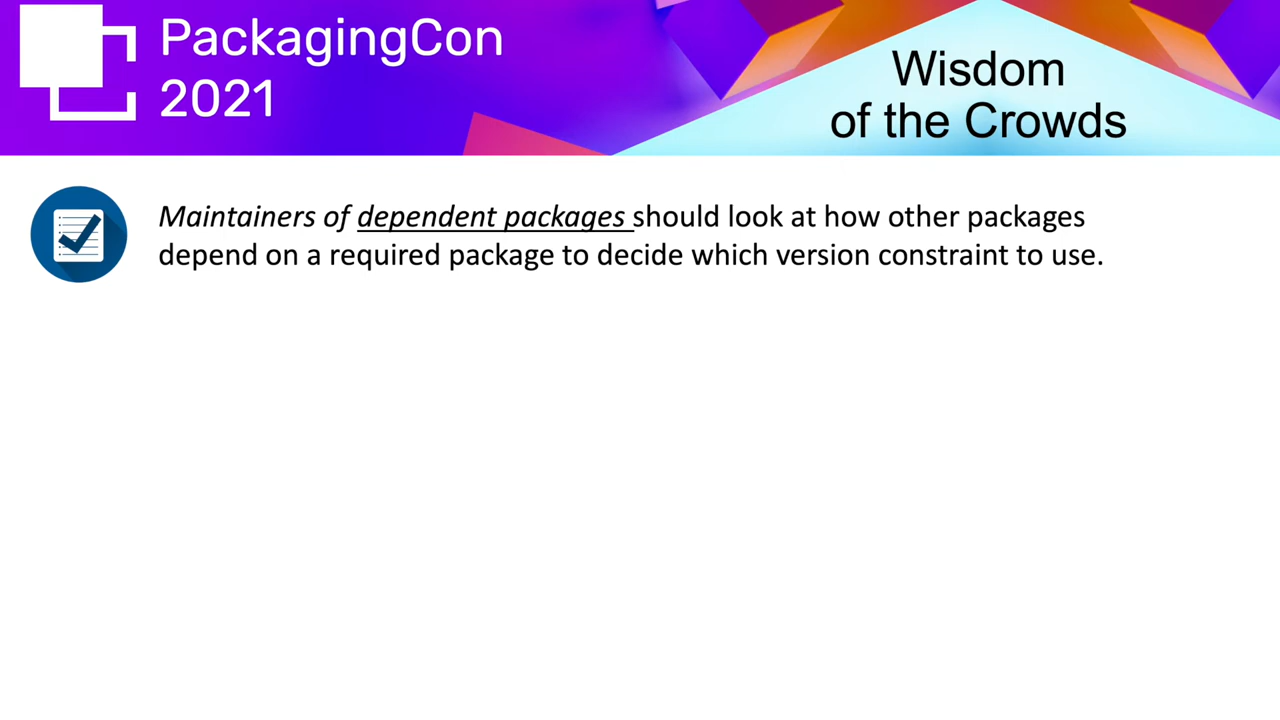 PackagingCon
2021
Wisdom
of the Crowds
Maintainers of dependent packages should look at how other packages
depend on a required package to decide which version constraint to use.